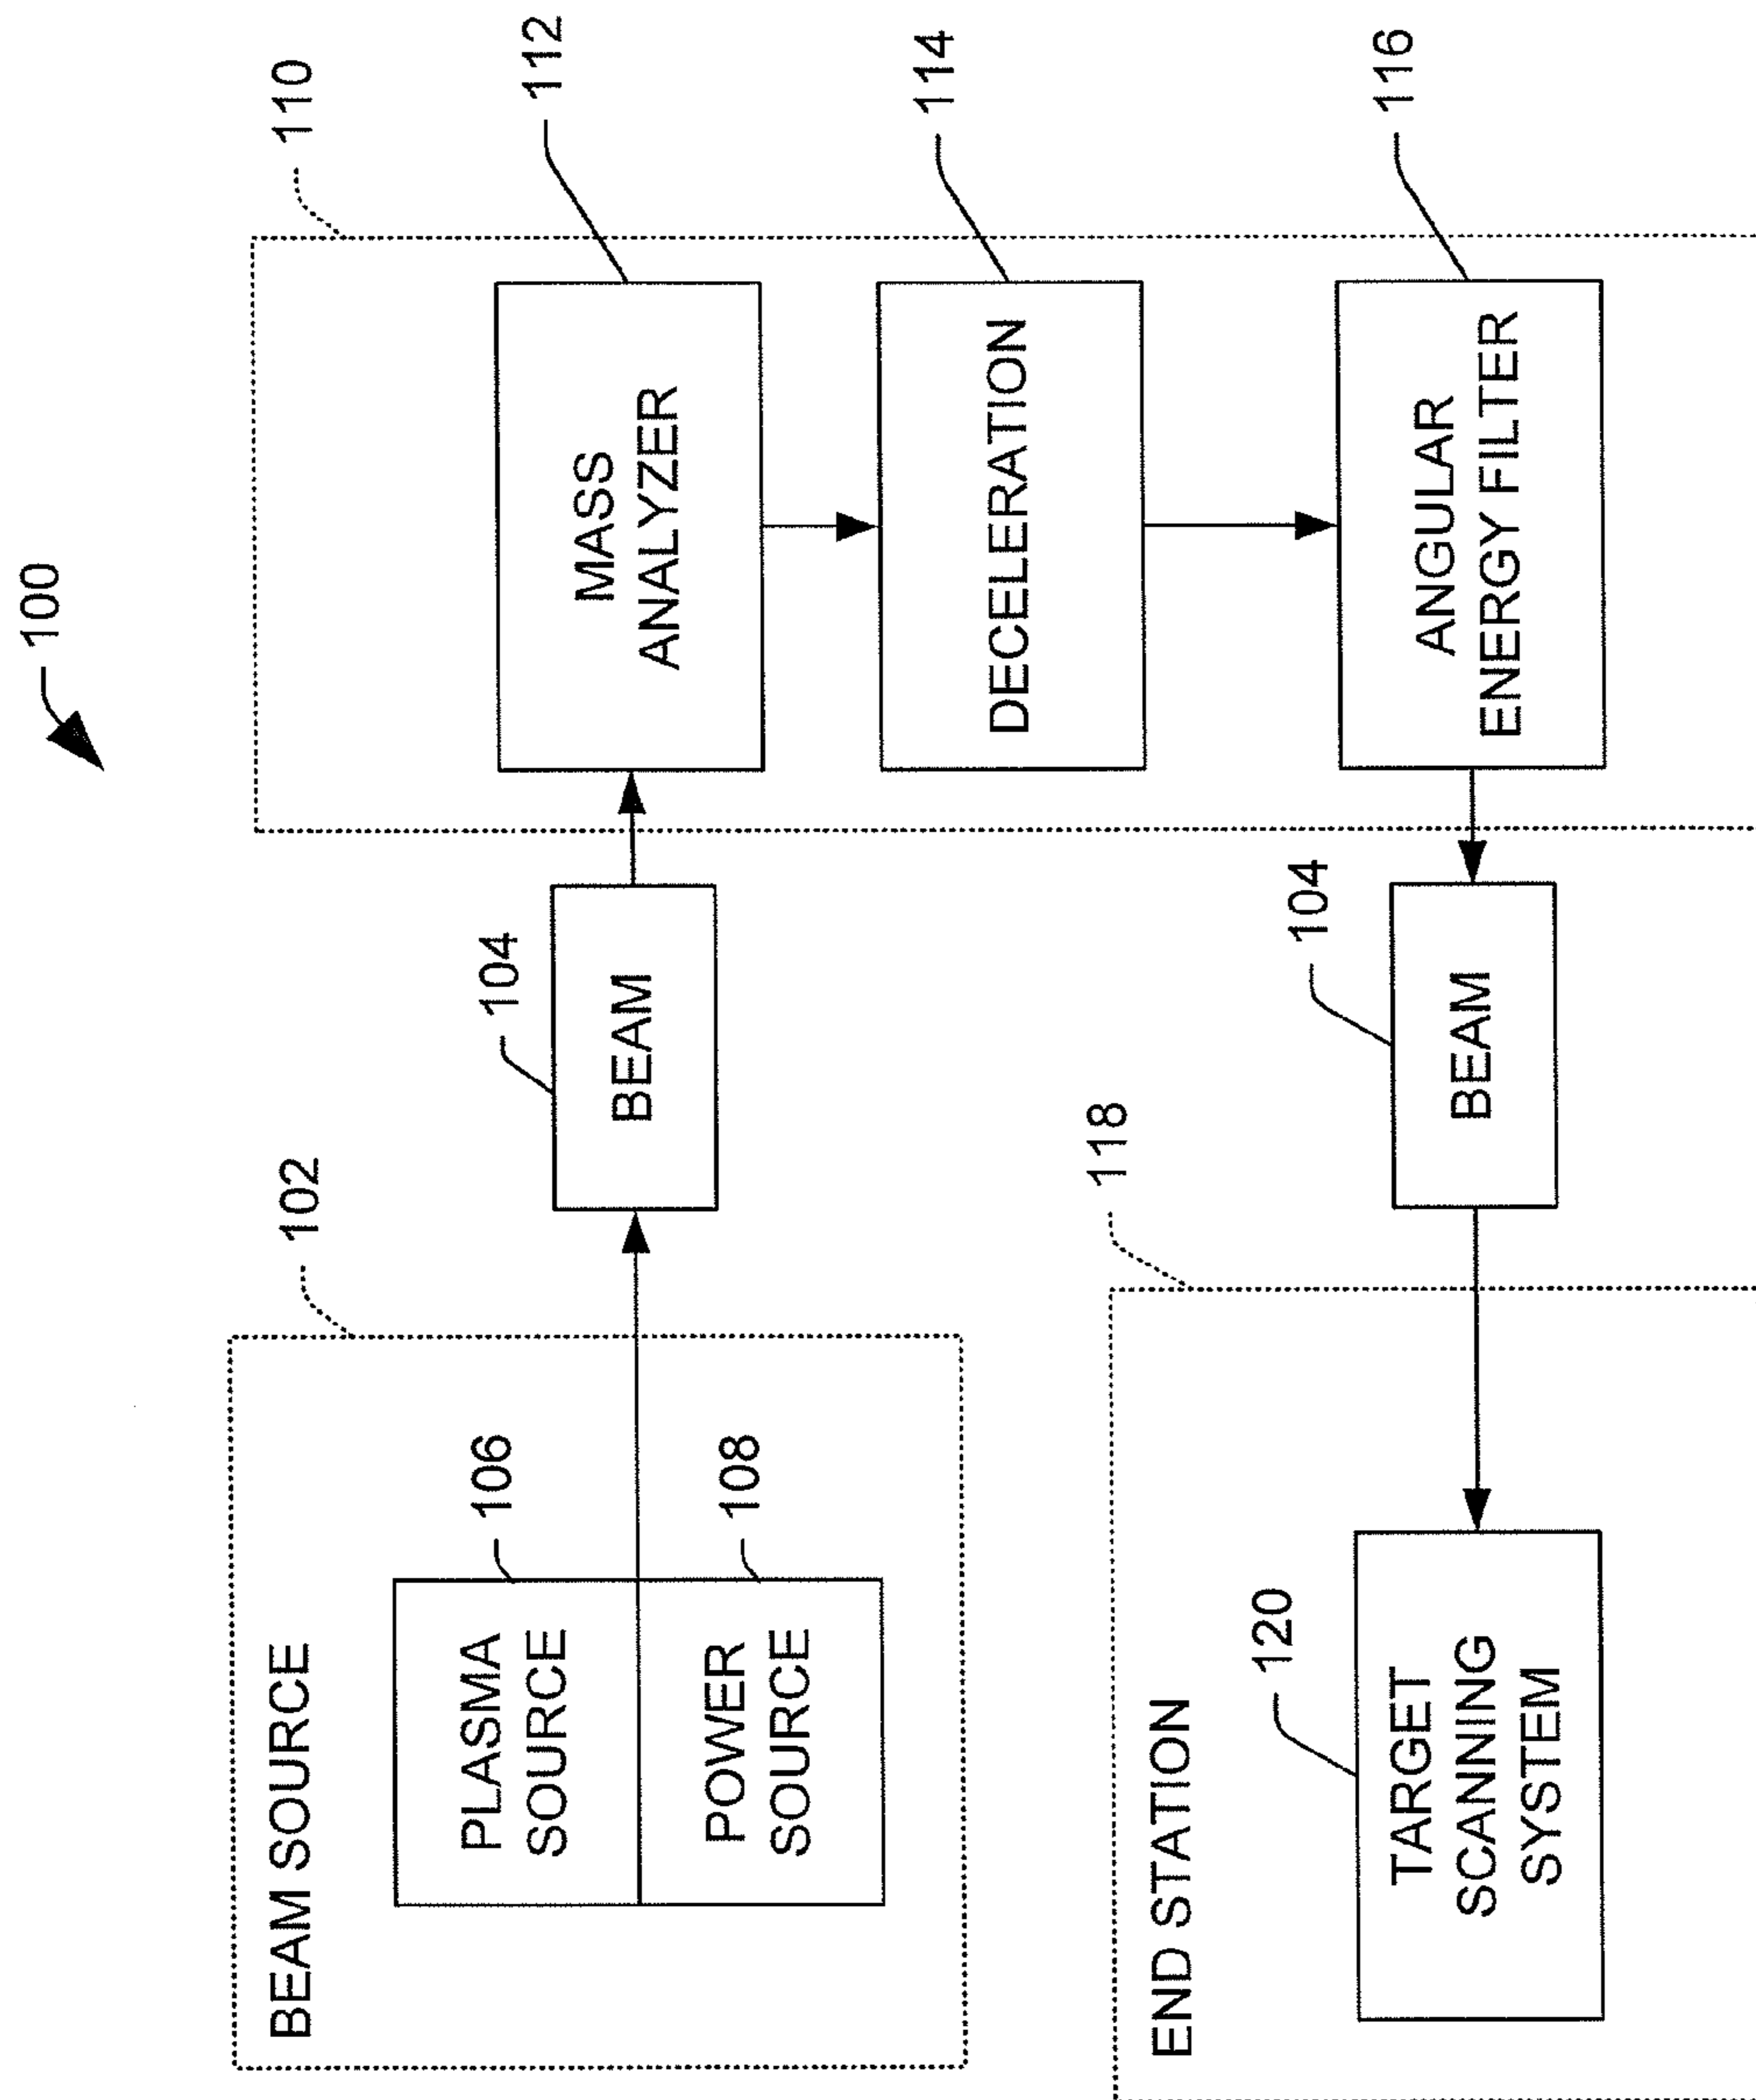 100
110
BEAM SOURCE
102
PLASMA
SOURCE
106
POWER
SOURCE
108
104
BEAM
MASS
ANALYZER
112
DECELERATION
114
ANGULAR
ENERGY FILTER
116
END STATION
118
120
TARGET
SCANNING
SYSTEM
104
BEAM